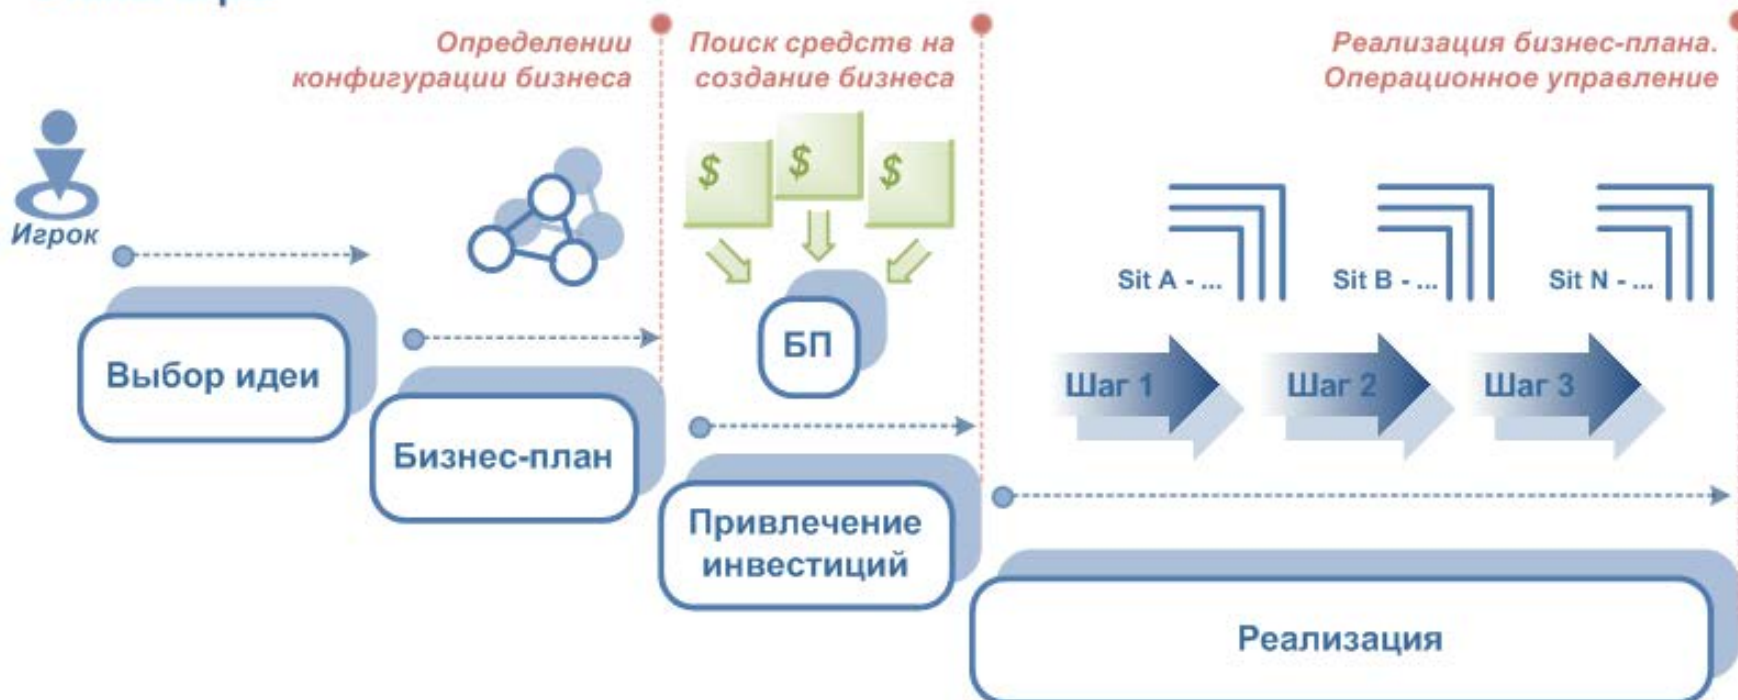 Определении
конфигурации бизнеса
Поиск средств на
создание бизнеса
Реализация бизнес-плана.
Операционное управление
Игрок
$
$
$
Sit A - ...
Sit B - ...
Sit N - ...
БП
Выбор идеи
Шаг 1
Шаг 2
Шаг 3
Бизнес-план
Привлечение
инвестиций
Реализация